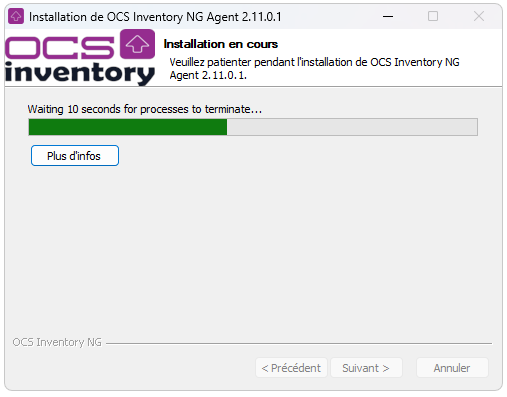 Installation de OCS Inventory NG Agent 2.11.0.1
OCS
inventory
Installation en cours
Veuillez patienter pendant l'installation de OCS Inventory NG
Agent 2.11.0.1.
Waiting 10 seconds for processes to terminate...
Plus d'infos
OCS Inventory NG
< Précédent
Suivant >
Annuler